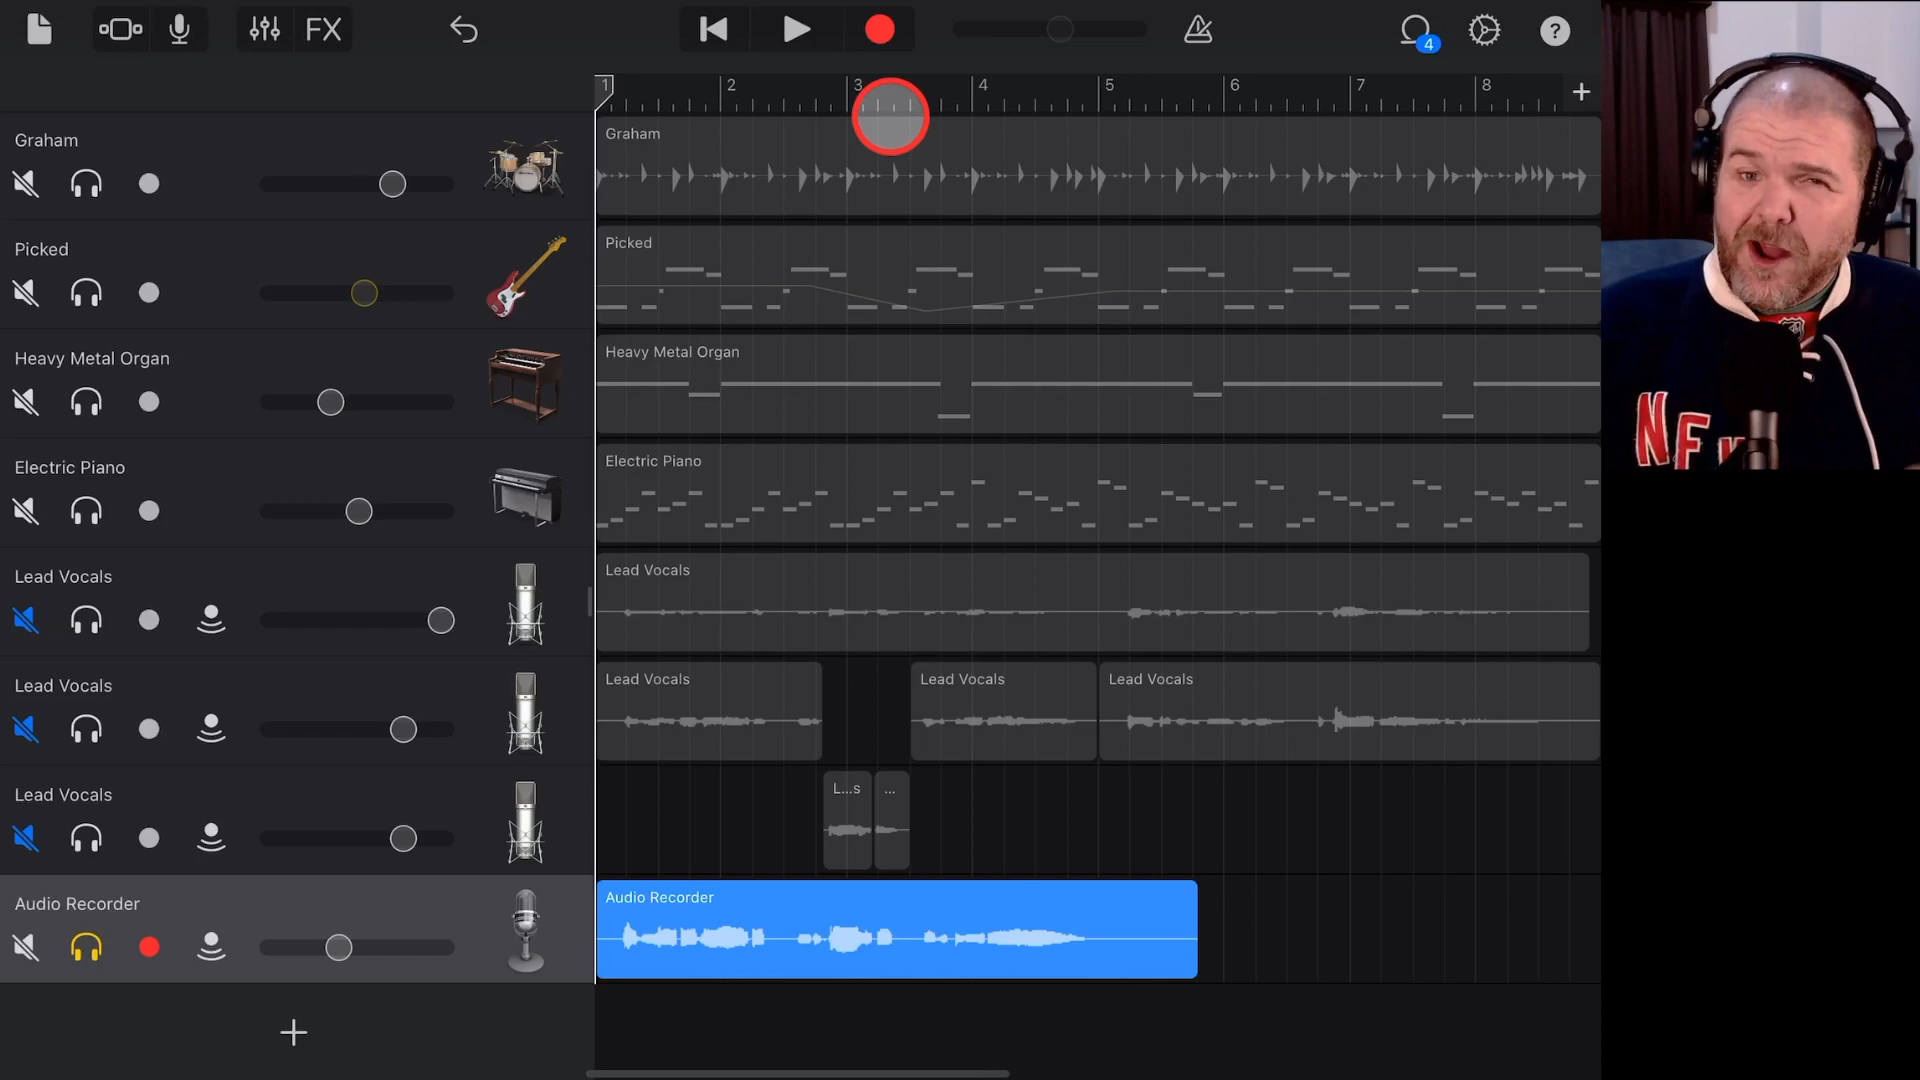 FX
4
?
1 2 3 4 5 6 7 8
Graham
Graham
Picked
Picked
Heavy Metal Organ
Heavy Metal Organ
Electric Piano
Electric Piano
Lead Vocals
Lead Vocals
Lead Vocals
Lead Vocals
Lead Vocals
Lead Vocals
Lead Vocals
L...s
...
Audio Recorder
Audio Recorder